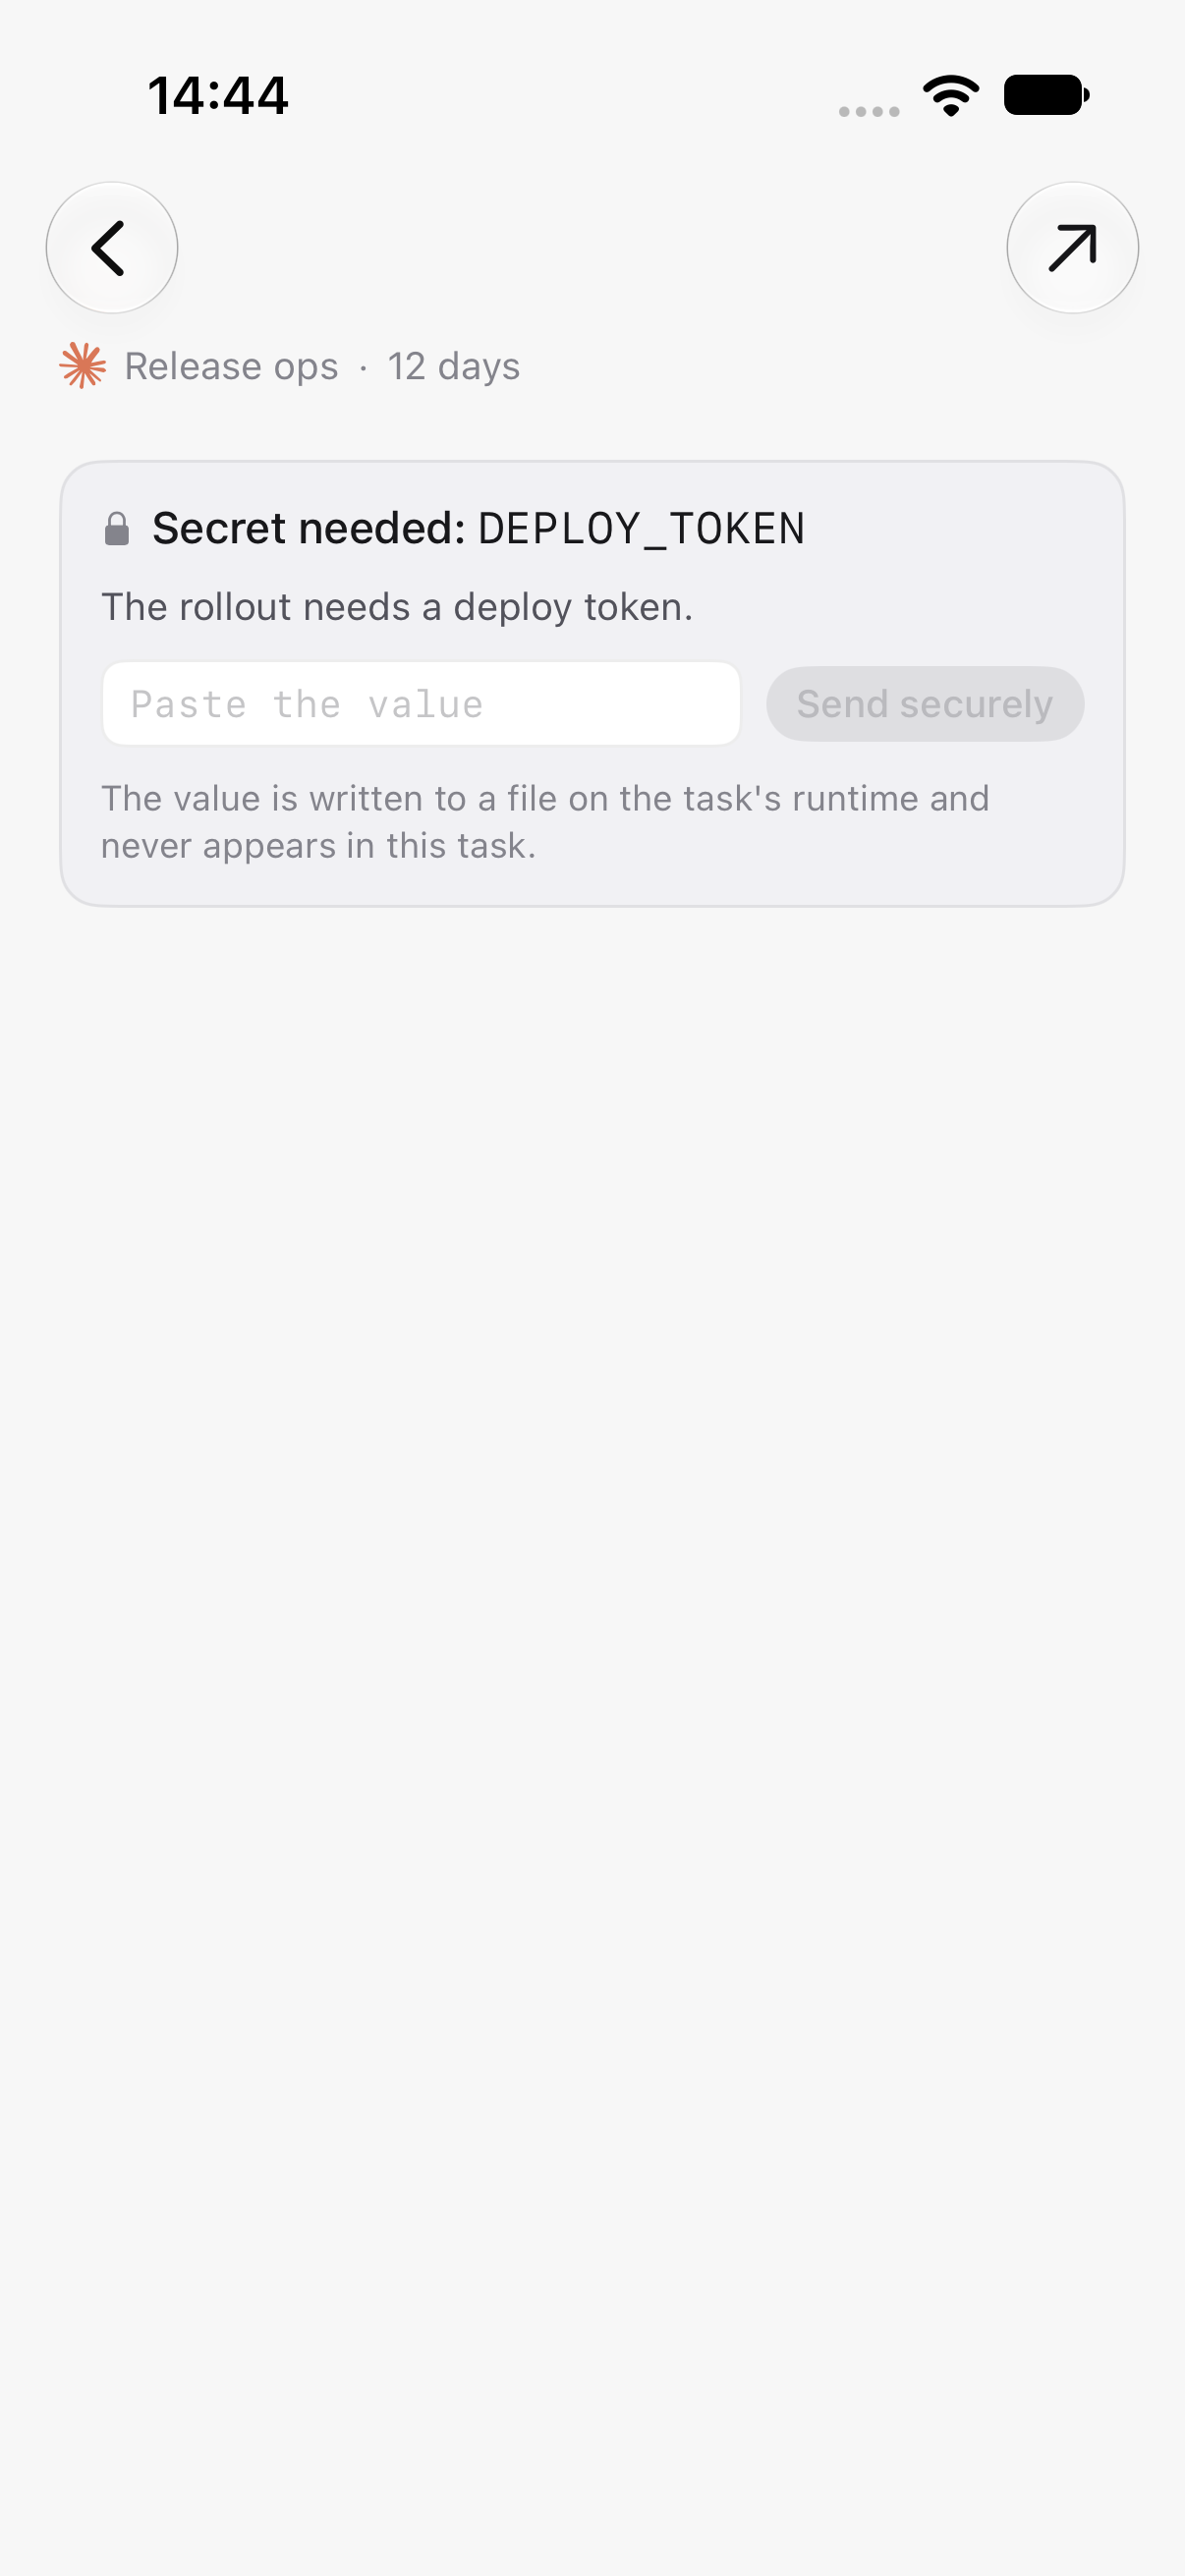 14:44
Release ops · 12 days
Secret needed: DEPLOY_TOKEN
The rollout needs a deploy token.
Paste the value
Send securely
The value is written to a file on the task's runtime and
never appears in this task.